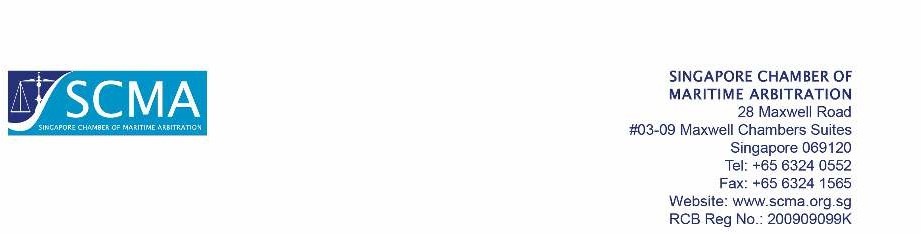 SCMA
SINGAPORE CHAMBER OF MARITIME ARBITRATION
SINGAPORE CHAMBER OF
MARITIME ARBITRATION
28 Maxwell Road
#03-09 Maxwell Chambers Suites
Singapore 069120
Tel: +65 6324 0552
Fax: +65 6324 1565
Website: www.scma.org.sg
RCB Reg No.: 200909099K